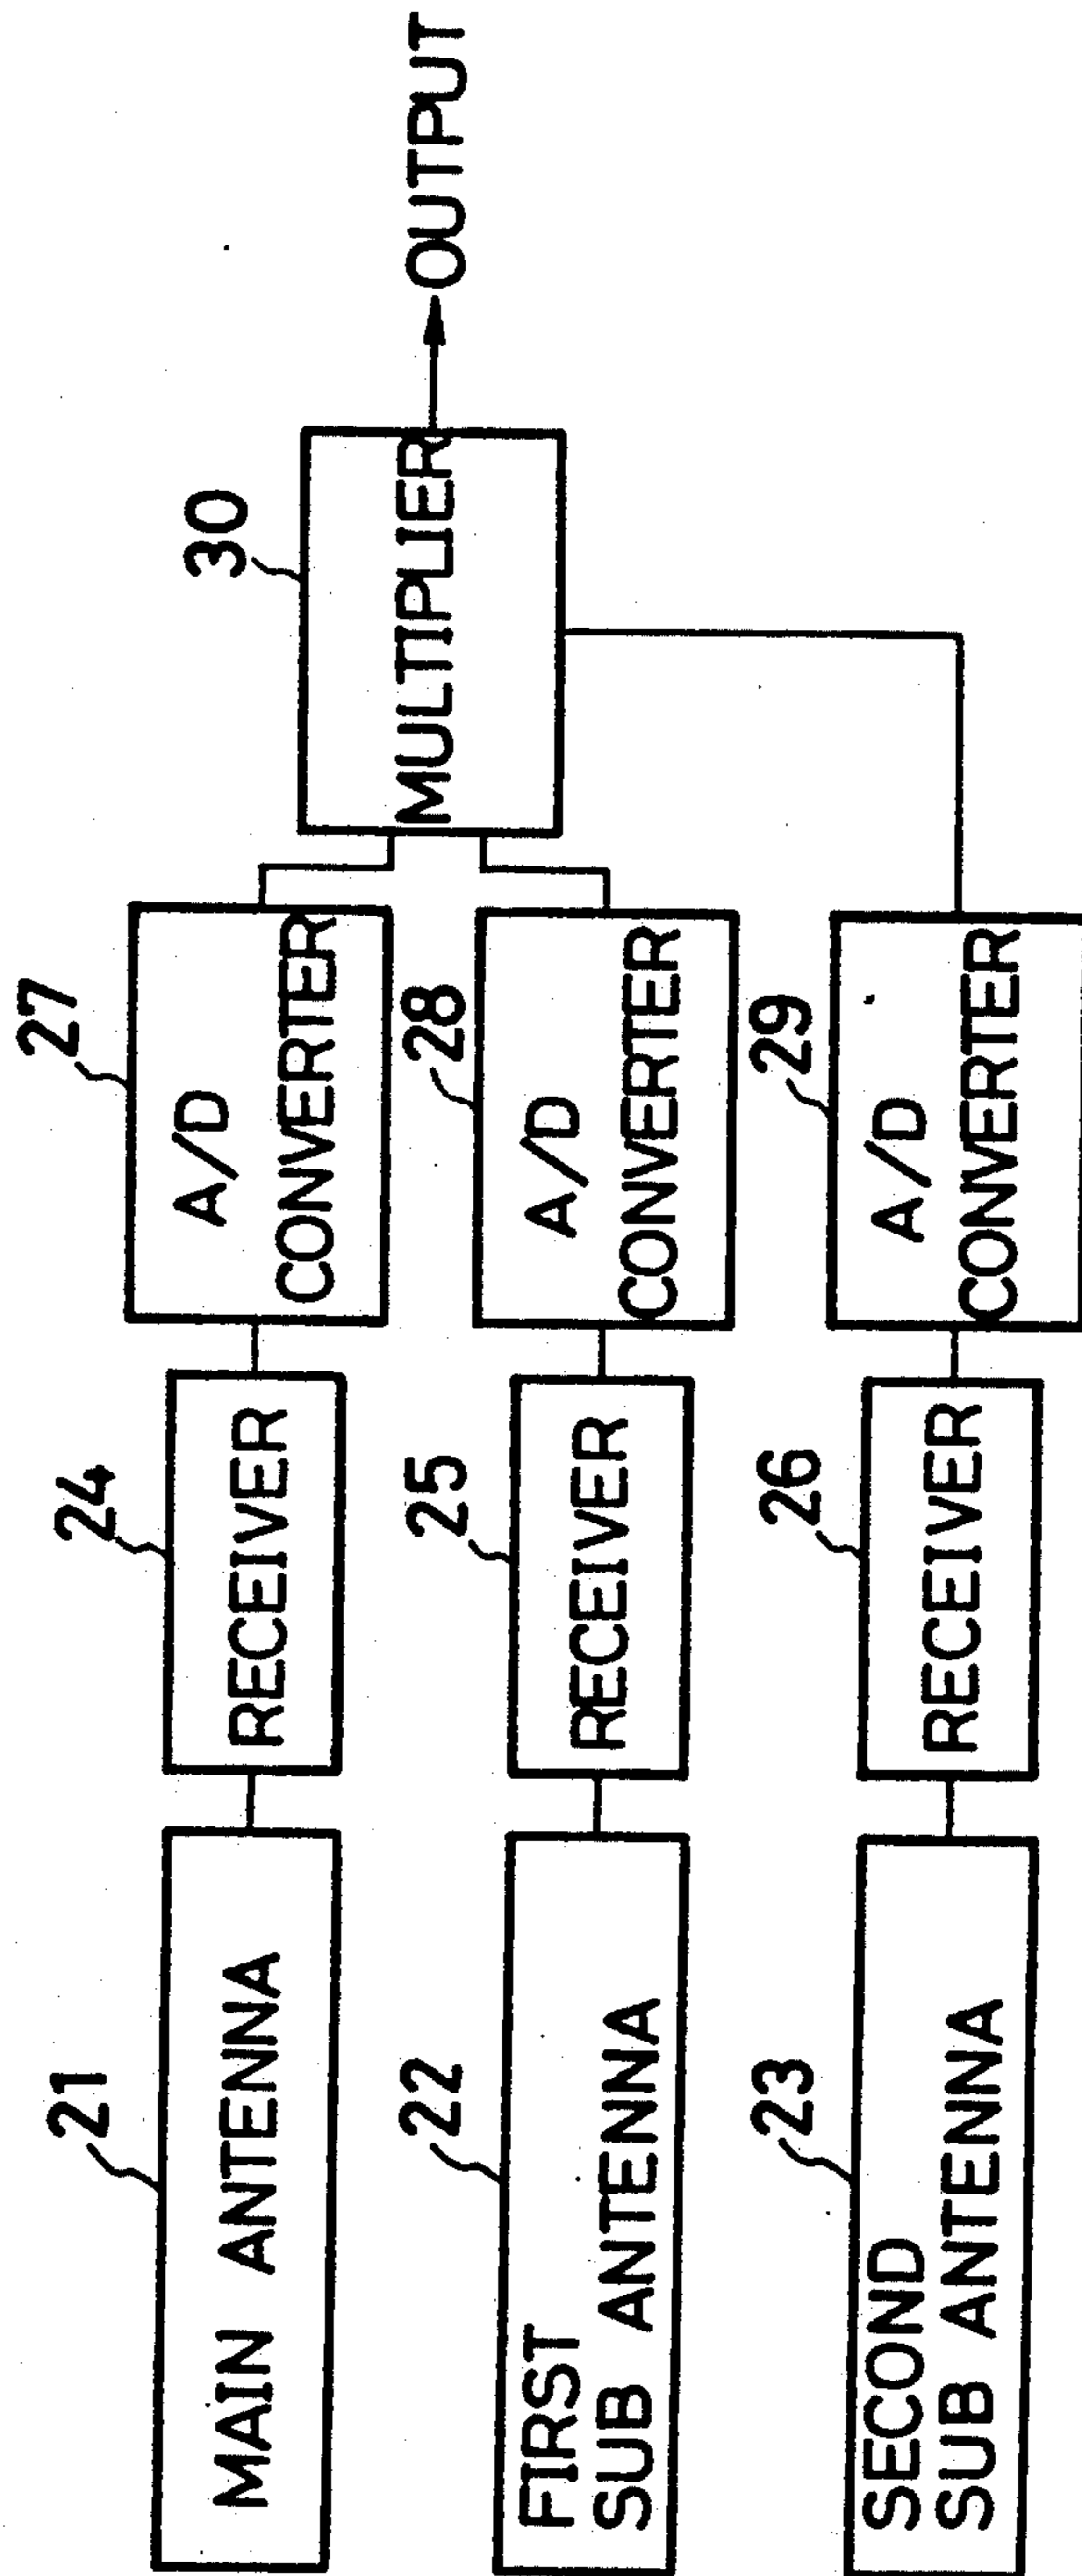 21
MAIN ANTENNA
24
RECEIVER
27
A/D
CONVERTER
30
MULTIPLIER
OUTPUT
22
FIRST
SUB ANTENNA
25
RECEIVER
28
A/D
CONVERTER
23
SECOND
SUB ANTENNA
26
RECEIVER
29
A/D
CONVERTER